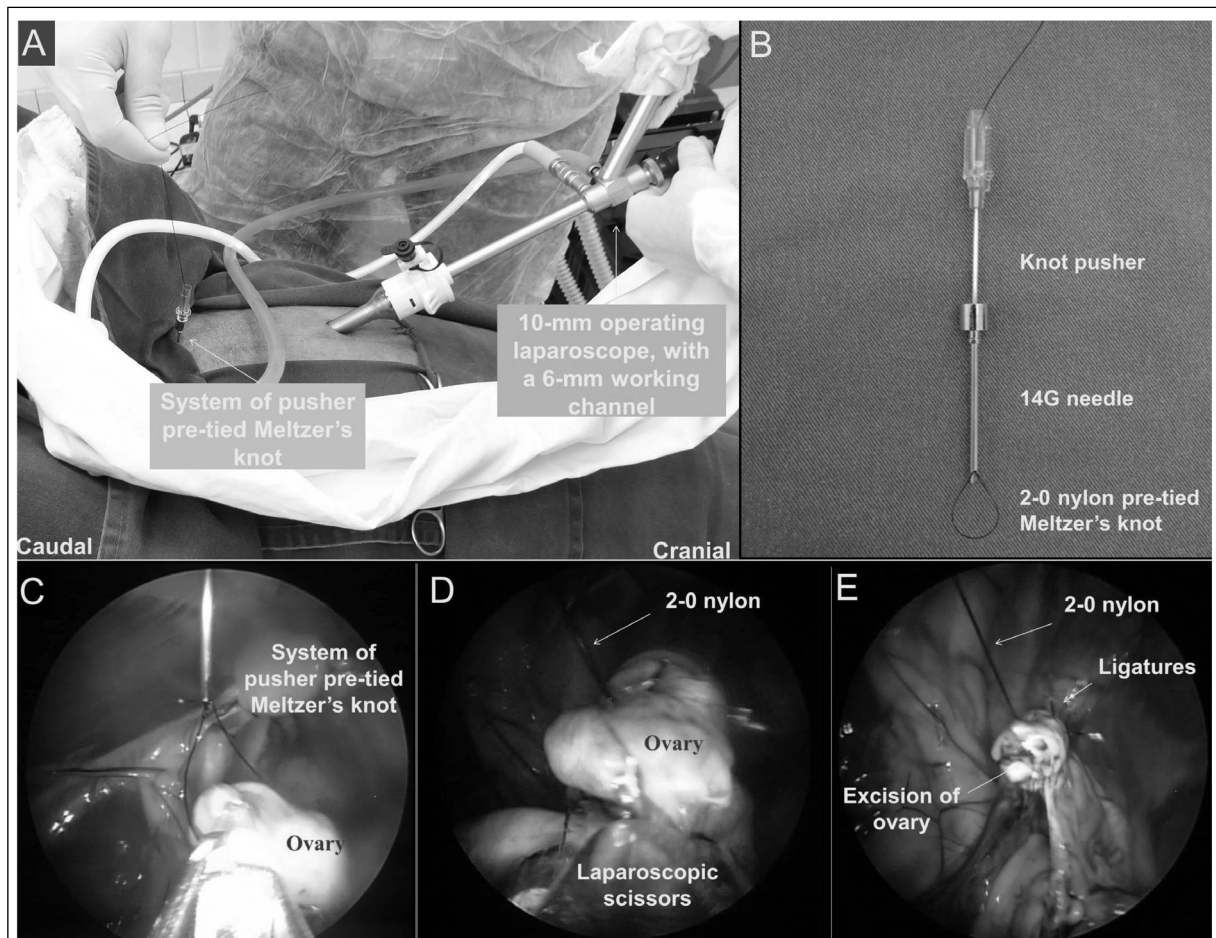 A
System of pusher
pre-tied Meltzer's
knot
10-mm operating
laparoscope, with
a 6-mm working
channel
Caudal
Cranial
B
Knot pusher
14G needle
2-0 nylon pre-tied
Meltzer's knot
C
System of
pusher pre-tied
Meltzer's knot
Ovary
D
2-0 nylon
Ovary
Laparoscopic
scissors
E
2-0 nylon
Ligatures
Excision of
ovary